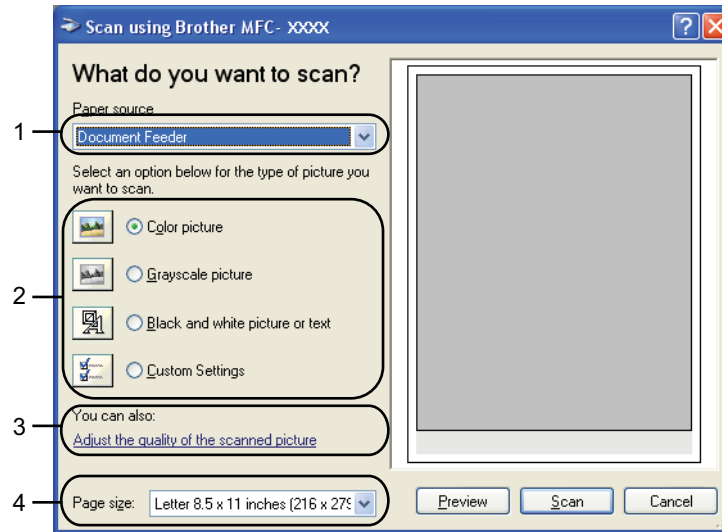 Scan using Brother MFC- XXXX
What do you want to scan?
1
Paper source
Document Feeder
Select an option below for the type of picture you
want to scan.
2
Color picture
Grayscale picture
Black and white picture or text
Custom Settings
3
You can also:
Adjust the quality of the scanned picture
4
Page size:
Letter 8.5 x 11 inches (216 x 279
Preview
Scan
Cancel